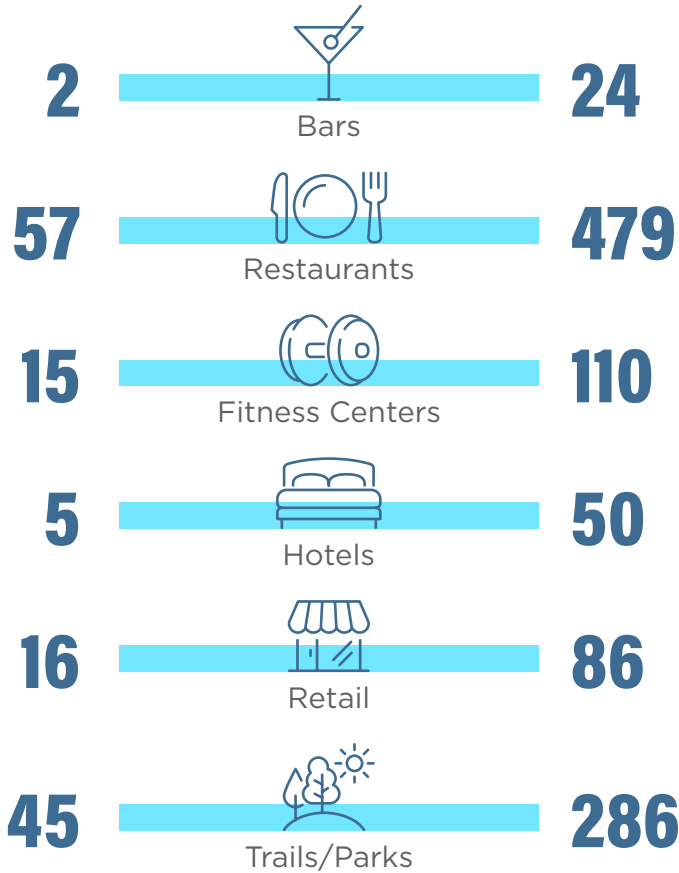 2 24
Bars
57 479
Restaurants
15 110
Fitness Centers
5 50
Hotels
16 86
Retail
45 286
Trails/Parks